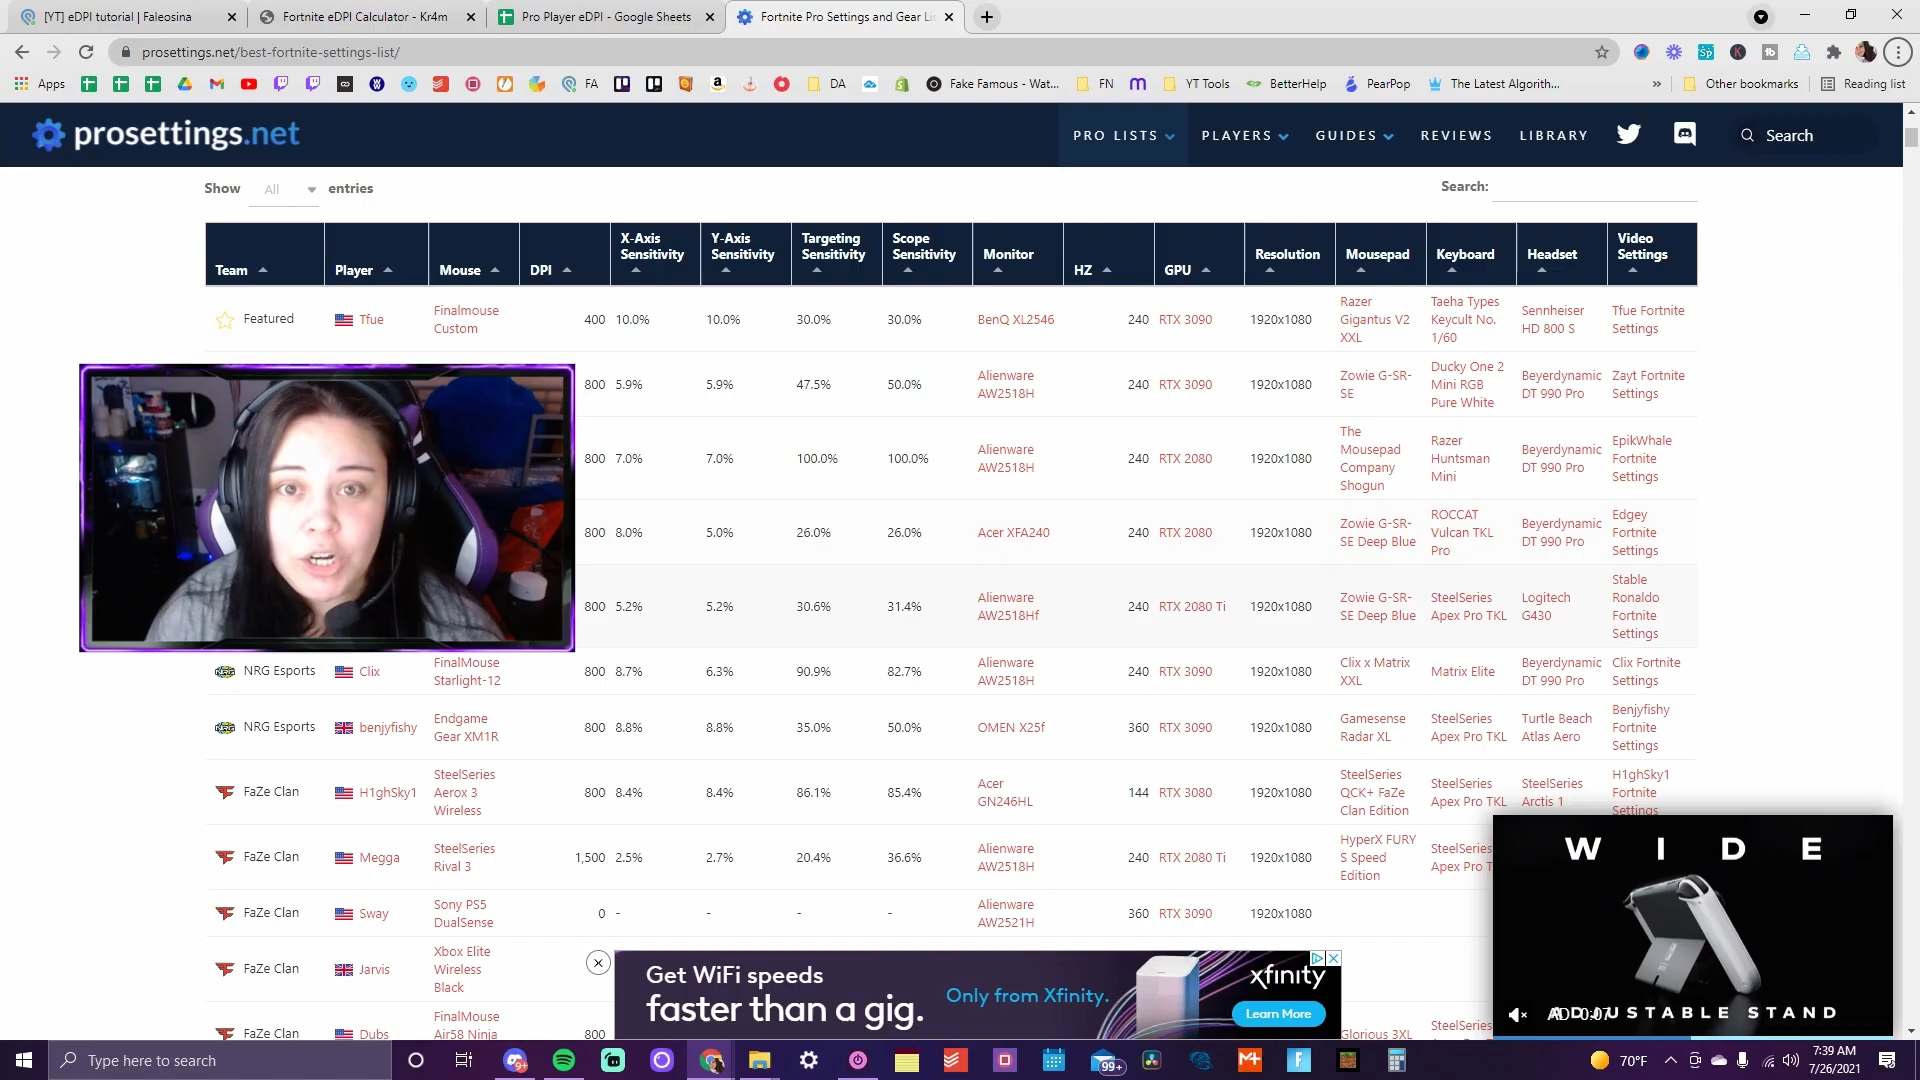 [YT] eDPI tutorial | Faleosina
Fortnite eDPI Calculator - Kr4m
Pro Player eDPI - Google Sheets
Fortnite Pro Settings and Gear Li
prosettings.net/best-fortnite-settings-list/
Apps
FA
DA
Fake Famous - Wat...
FN
YT Tools
BetterHelp
PearPop
The Latest Algorith...
»
Other bookmarks
Reading list
prosettings.net
PRO LISTS
PLAYERS
GUIDES
REVIEWS
LIBRARY
Search
Show All entries
Search:
Team
Player
Mouse
DPI
X-Axis
Sensitivity
Y-Axis
Sensitivity
Targeting
Sensitivity
Scope
Sensitivity
Monitor
HZ
GPU
Resolution
Mousepad
Keyboard
Headset
Video
Settings
Featured
Tfue
Finalmouse
Custom
400
10.0%
10.0%
30.0%
30.0%
BenQ XL2546
240
RTX 3090
1920x1080
Razer
Gigantus V2
XXL
Taeha Types
Keycult No.
1/60
Sennheiser
HD 800 S
Tfue Fortnite
Settings
800
5.9%
5.9%
47.5%
50.0%
Alienware
AW2518H
240
RTX 3090
1920x1080
Zowie G-SR-
SE
Ducky One 2
Mini RGB
Pure White
Beyerdynamic
DT 990 Pro
Zayt Fortnite
Settings
800
7.0%
7.0%
100.0%
100.0%
Alienware
AW2518H
240
RTX 2080
1920x1080
The
Mousepad
Company
Shogun
Razer
Huntsman
Mini
Beyerdynamic
DT 990 Pro
EpikWhale
Fortnite
Settings
800
8.0%
5.0%
26.0%
26.0%
Acer XFA240
240
RTX 2080
1920x1080
Zowie G-SR-
SE Deep Blue
ROCCAT
Vulcan TKL
Pro
Beyerdynamic
DT 990 Pro
Edgey
Fortnite
Settings
800
5.2%
5.2%
30.6%
31.4%
Alienware
AW2518Hf
240
RTX 2080 Ti
1920x1080
Zowie G-SR-
SE Deep Blue
SteelSeries
Apex Pro TKL
Logitech
G430
Stable
Ronaldo
Fortnite
Settings
NRG Esports
Clix
FinalMouse
Starlight-12
800
8.7%
6.3%
90.9%
82.7%
Alienware
AW2518H
240
RTX 3090
1920x1080
Clix x Matrix
XXL
Matrix Elite
Beyerdynamic
DT 990 Pro
Clix Fortnite
Settings
NRG Esports
benjyfishy
Endgame
Gear XM1R
800
8.8%
8.8%
35.0%
50.0%
OMEN X25f
360
RTX 3090
1920x1080
Gamesense
Radar XL
SteelSeries
Apex Pro TKL
Turtle Beach
Atlas Aero
Benjyfishy
Fortnite
Settings
FaZe Clan
H1ghSky1
SteelSeries
Aerox 3
Wireless
800
8.4%
8.4%
86.1%
85.4%
Acer
GN246HL
144
RTX 3080
1920x1080
SteelSeries
QCK+ FaZe
Clan Edition
SteelSeries
Apex Pro TKL
SteelSeries
Arctis 1
H1ghSky1
Fortnite
Settings
FaZe Clan
Megga
SteelSeries
Rival 3
1,500
2.5%
2.7%
20.4%
36.6%
Alienware
AW2518H
240
RTX 2080 Ti
1920x1080
HyperX FURY
S Speed
Edition
SteelSeries
Apex Pro T
FaZe Clan
Sway
Sony PS5
DualSense
0
-
-
-
-
Alienware
AW2521H
360
RTX 3090
1920x1080
FaZe Clan
Jarvis
Xbox Elite
Wireless
Black
FaZe Clan
Dubs
FinalMouse
Air58 Ninja
800
Glorious 3XL
SteelSeries
Get WiFi speeds
faster than a gig.
Only from Xfinity.
xfinity
Learn More
WIDE
ADJUSTABLE STAND
AD · 0:07
Type here to search
9+
99+
70°F
7:39 AM
7/26/2021